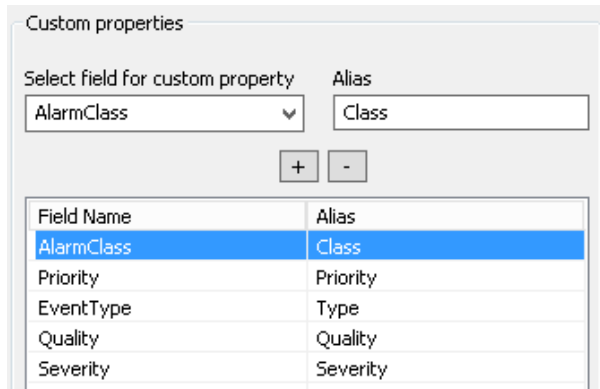 Custom properties
Select field for custom property Alias
AlarmClass Class
+ -
Field Name Alias
AlarmClass Class
Priority Priority
EventType Type
Quality Quality
Severity Severity